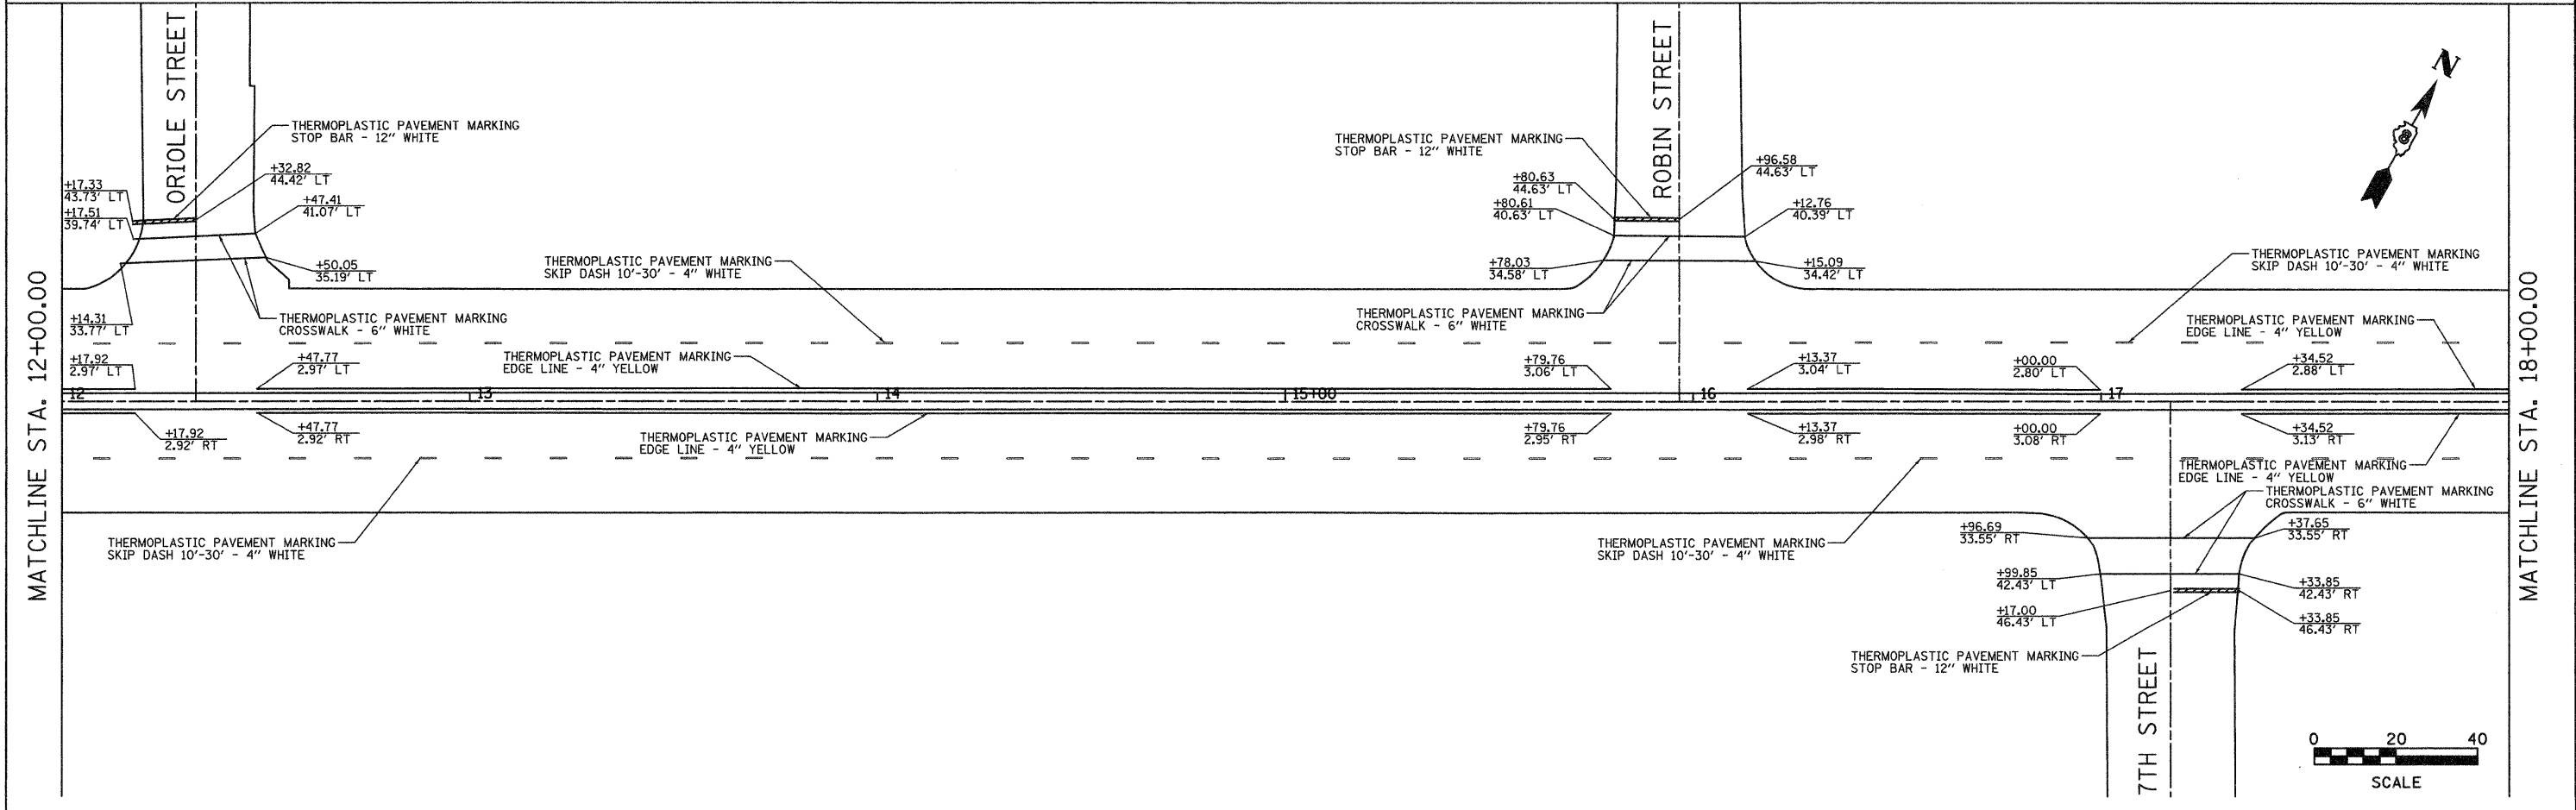 MATCHLINE STA. 12+00.00
ORIOLE STREET
THERMOPLASTIC PAVEMENT MARKING
STOP BAR - 12" WHITE
+17.33
43.73' LT
+17.51
39.74' LT
+32.82
44.42' LT
+47.41
41.07' LT
+50.05
35.19' LT
+14.31
33.77' LT
THERMOPLASTIC PAVEMENT MARKING
CROSSWALK - 6" WHITE
+17.92
2.97' LT
+47.77
2.97' LT
THERMOPLASTIC PAVEMENT MARKING
SKIP DASH 10'-30' - 4" WHITE
THERMOPLASTIC PAVEMENT MARKING
EDGE LINE - 4" YELLOW
12
13
14
15+00
16
17
+17.92
2.92' RT
+47.77
2.92' RT
THERMOPLASTIC PAVEMENT MARKING
EDGE LINE - 4" YELLOW
THERMOPLASTIC PAVEMENT MARKING
SKIP DASH 10'-30' - 4" WHITE
ROBIN STREET
THERMOPLASTIC PAVEMENT MARKING
STOP BAR - 12" WHITE
+80.63
44.63' LT
+80.61
40.63' LT
+78.03
34.58' LT
+96.58
44.63' LT
+12.76
40.39' LT
+15.09
34.42' LT
THERMOPLASTIC PAVEMENT MARKING
CROSSWALK - 6" WHITE
+79.76
3.06' LT
+13.37
3.04' LT
+00.00
2.80' LT
+34.52
2.88' LT
+79.76
2.95' RT
+13.37
2.98' RT
+00.00
3.08' RT
+34.52
3.13' RT
N
8
THERMOPLASTIC PAVEMENT MARKING
SKIP DASH 10'-30' - 4" WHITE
THERMOPLASTIC PAVEMENT MARKING
EDGE LINE - 4" YELLOW
THERMOPLASTIC PAVEMENT MARKING
EDGE LINE - 4" YELLOW
THERMOPLASTIC PAVEMENT MARKING
CROSSWALK - 6" WHITE
THERMOPLASTIC PAVEMENT MARKING
SKIP DASH 10'-30' - 4" WHITE
+96.69
33.55' RT
+37.65
33.55' RT
+99.85
42.43' LT
+33.85
42.43' RT
+17.00
46.43' LT
+33.85
46.43' RT
THERMOPLASTIC PAVEMENT MARKING
STOP BAR - 12" WHITE
7TH STREET
0 20 40
SCALE
MATCHLINE STA. 18+00.00